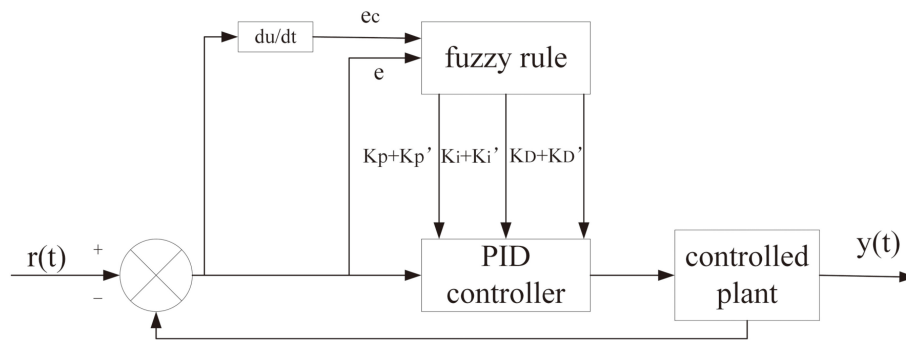 ec
du/dt
fuzzy rule
e
Kp+Kp’ Ki+Ki’ KD+KD’
r(t)
+
−
PID
controller
controlled
plant
y(t)